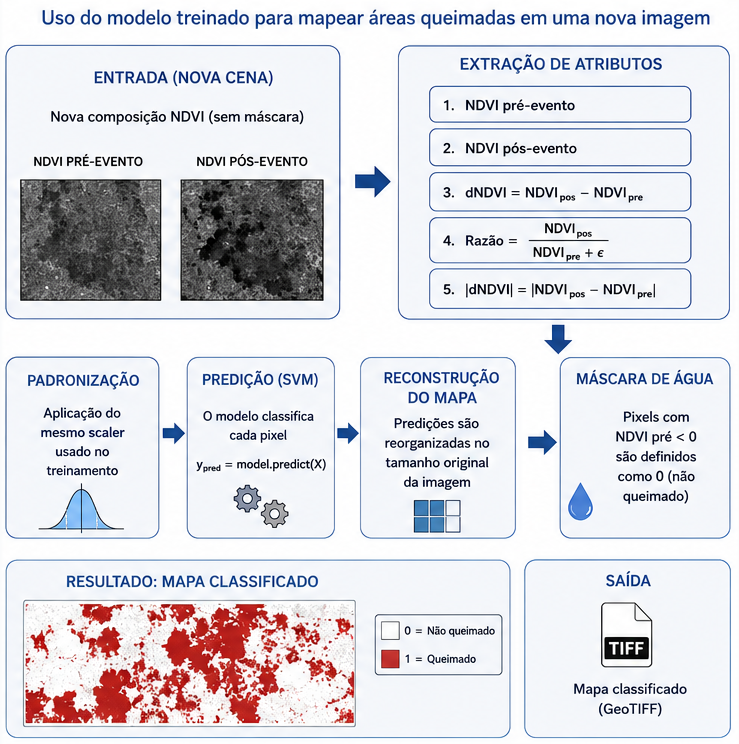 Uso do modelo treinado para mapear áreas queimadas em uma nova imagem
ENTRADA (NOVA CENA)
Nova composição NDVI (sem máscara)
NDVI PRÉ-EVENTO
NDVI PÓS-EVENTO
EXTRAÇÃO DE ATRIBUTOS
1. NDVI pré-evento
2. NDVI pós-evento
3. dNDVI = NDVIpos − NDVIpre
4. Razão = NDVIpos / NDVIpre + ϵ
5. |dNDVI| = |NDVIpos − NDVIpre|
PADRONIZAÇÃO
Aplicação do
mesmo scaler
usado no
treinamento
PREDIÇÃO (SVM)
O modelo classifica
cada pixel
ypred = model.predict(X)
RECONSTRUÇÃO
DO MAPA
Predições são
reorganizadas no
tamanho original
da imagem
MÁSCARA DE ÁGUA
Pixels com
NDVI pré < 0
são definidos
como 0 (não
queimado)
RESULTADO: MAPA CLASSIFICADO
0 = Não queimado
1 = Queimado
SAÍDA
TIFF
Mapa classificado
(GeoTIFF)